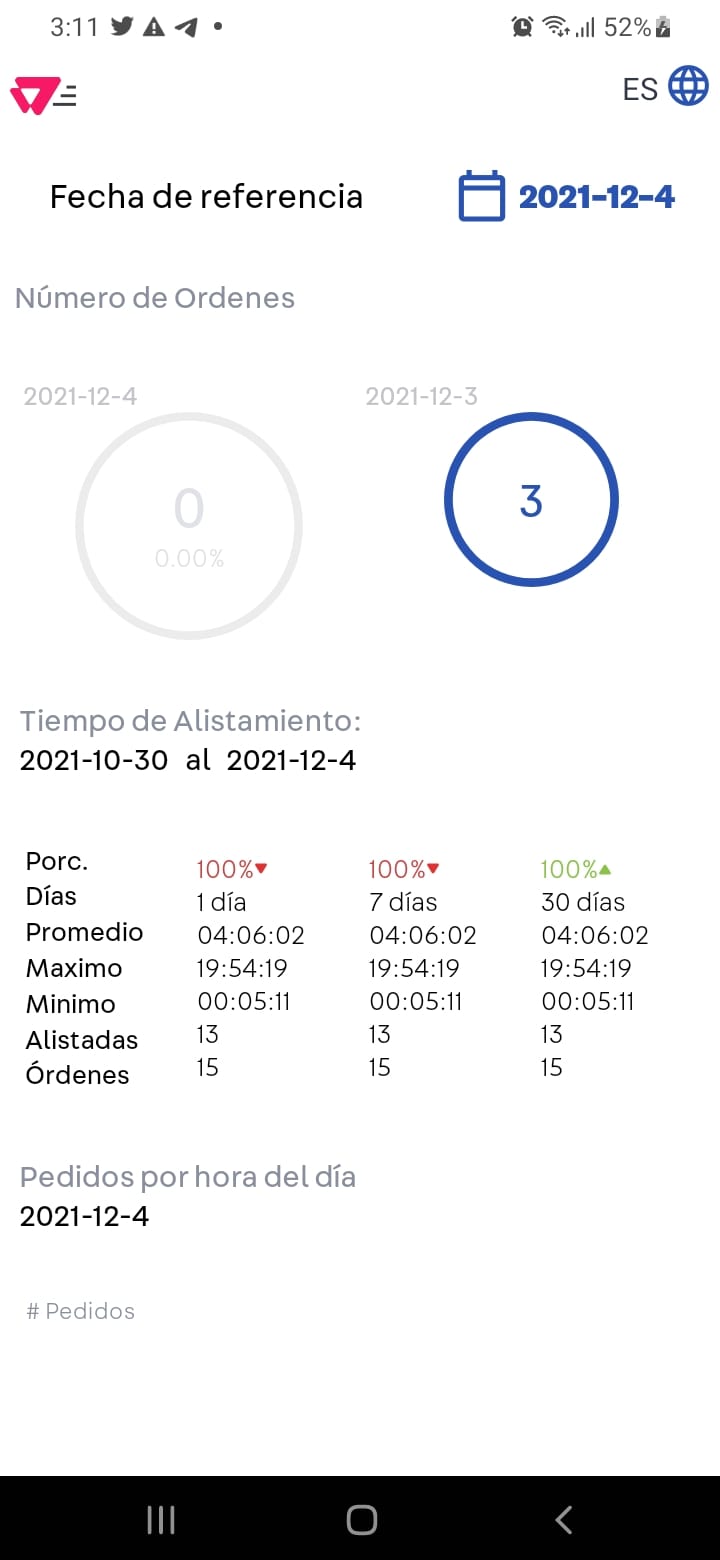 3:11 52%
ES
Fecha de referencia 2021-12-4
Número de Ordenes
2021-12-4 2021-12-3
0 3
0.00%
Tiempo de Alistamiento:
2021-10-30 al 2021-12-4
Porc. 100% 100% 100%
Días 1 día 7 días 30 días
Promedio 04:06:02 04:06:02 04:06:02
Maximo 19:54:19 19:54:19 19:54:19
Minimo 00:05:11 00:05:11 00:05:11
Alistadas 13 13 13
Órdenes 15 15 15
Pedidos por hora del día
2021-12-4
# Pedidos